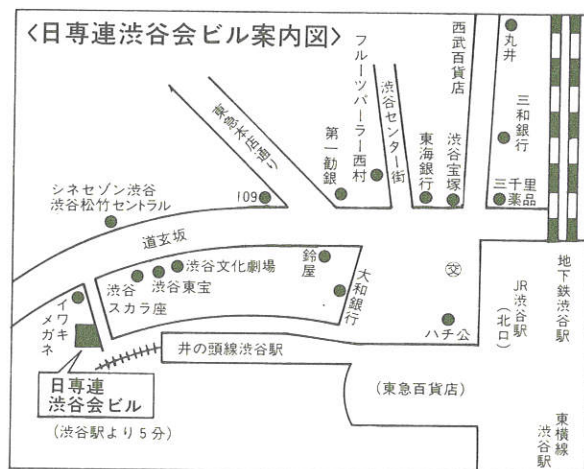 〈日専連渋谷会ビル案内図〉
東急本店通り
フルーツパーラー西村
第一勧銀
渋谷センター街
東海銀行
西武百貨店
渋谷宝塚
丸井
三和銀行
三千里
薬品
シネセゾン渋谷
渋谷松竹セントラル
109
道玄坂
渋谷文化劇場
渋谷東宝
渋谷
スカラ座
鈴屋
大和銀行
交
ハチ公
JR渋谷駅
(北口)
地下鉄渋谷駅
イワキ
メガネ
井の頭線渋谷駅
日専連
渋谷会ビル
(渋谷駅より5分)
(東急百貨店)
東横線
渋谷駅